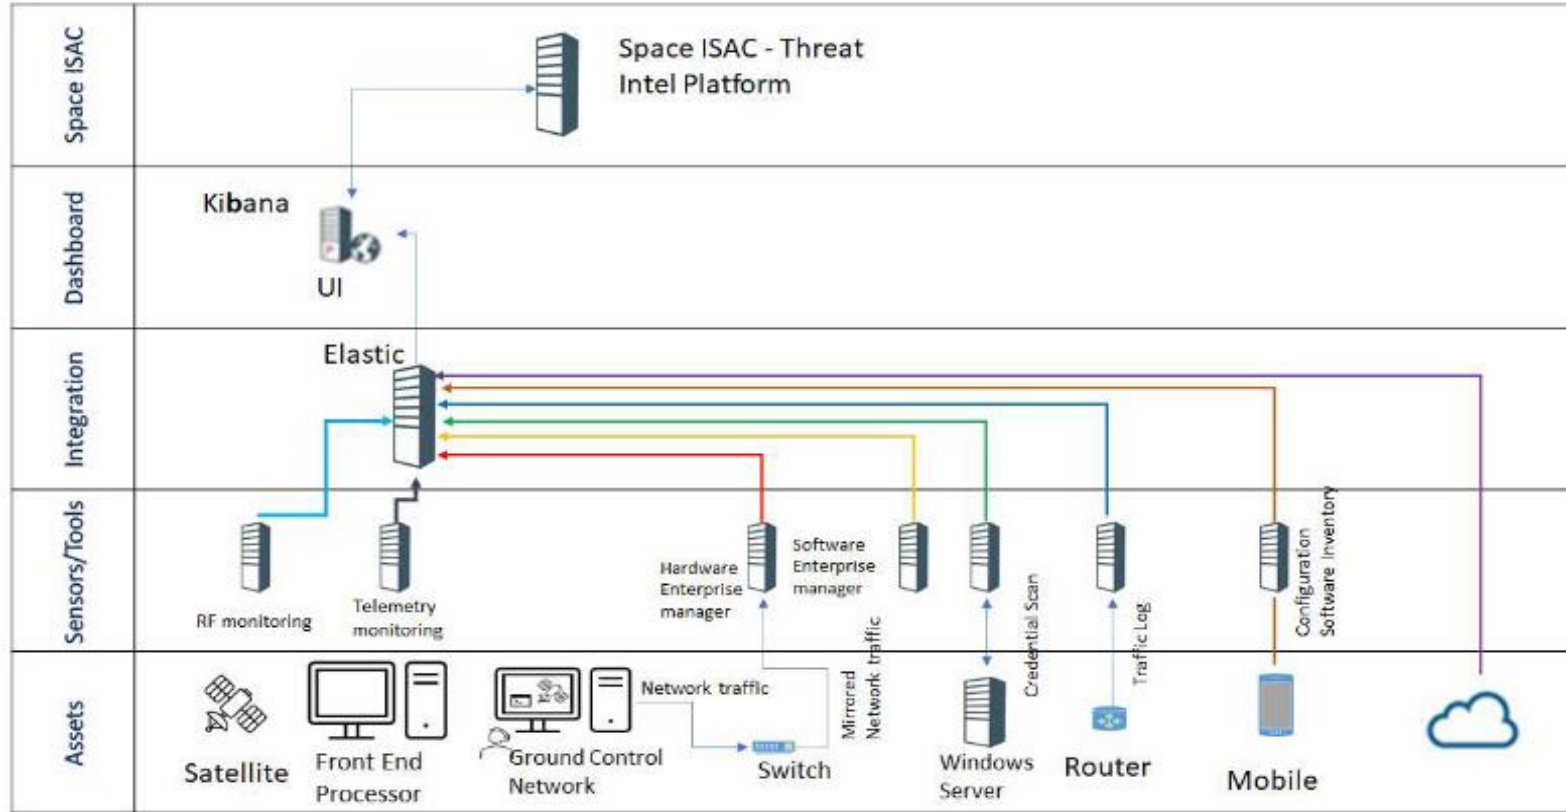 Space ISAC
Space ISAC - Threat
Intel Platform
Dashboard
Kibana
UI
Integration
Elastic
Sensors/Tools
RF monitoring
Telemetry
monitoring
Hardware
Enterprise
manager
Software
Enterprise
manager
Credential Scan
Traffic Log
Configuration
Software Inventory
Assets
Satellite
Front End
Processor
Ground Control
Network
Network traffic
Switch
Mirrored
Network traffic
Windows
Server
Router
Mobile